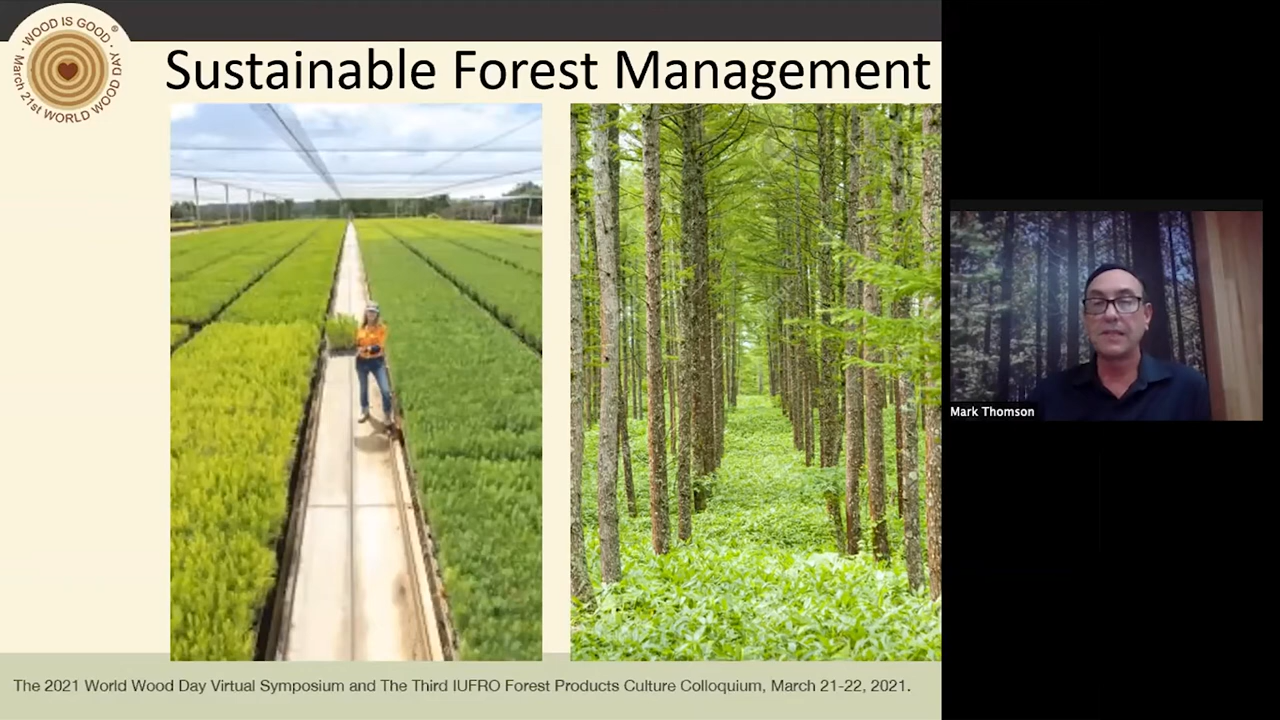 WOOD IS GOOD ®
March 21st WORLD WOOD DAY
Sustainable Forest Management
Mark Thomson
The 2021 World Wood Day Virtual Symposium and The Third IUFRO Forest Products Culture Colloquium, March 21-22, 2021.